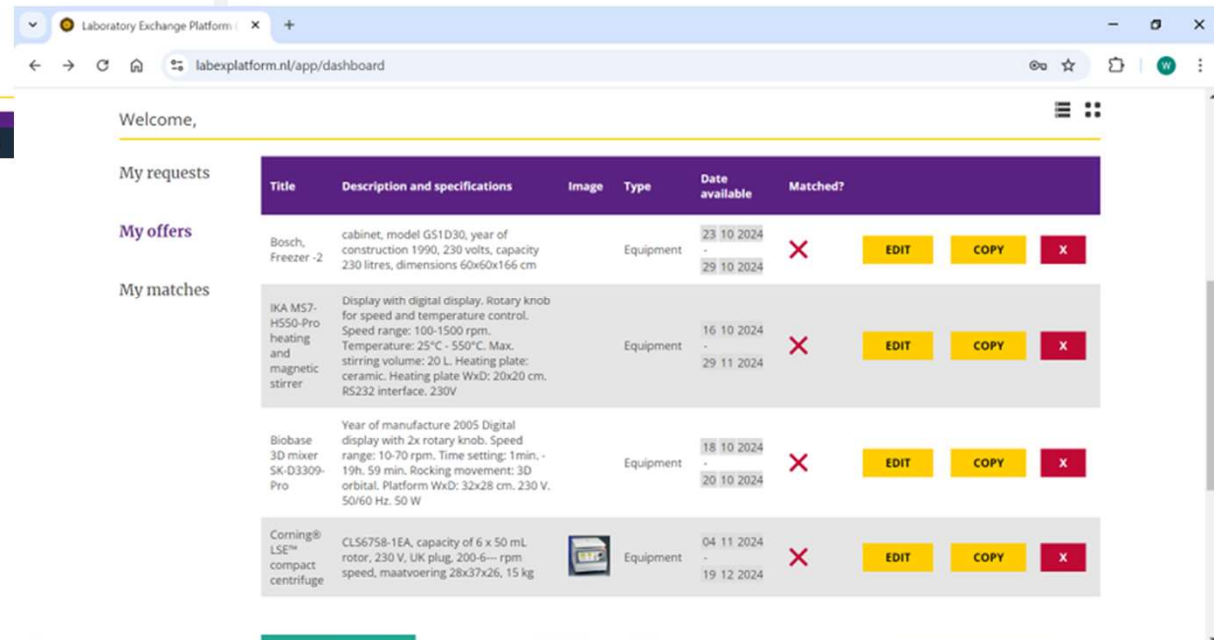 Laboratory Exchange Platform (
labexplatform.nl/app/dashboard
W
Welcome,
My requests
My offers
My matches
Title Description and specifications Image Type Date available Matched?
Bosch,
Freezer -2
cabinet, model GS1D30, year of
construction 1990, 230 volts, capacity
230 litres, dimensions 60x60x166 cm
Equipment
23 10 2024
-
29 10 2024
EDIT COPY X
IKA MS7-
H550-Pro
heating
and
magnetic
stirrer
Display with digital display. Rotary knob
for speed and temperature control.
Speed range: 100-1500 rpm.
Temperature: 25°C - 550°C. Max.
stirring volume: 20 L. Heating plate:
ceramic. Heating plate WxD: 20x20 cm.
RS232 interface. 230V
Equipment
16 10 2024
-
29 11 2024
EDIT COPY X
Biobase
3D mixer
SK-D3309-
Pro
Year of manufacture 2005 Digital
display with 2x rotary knob. Speed
range: 10-70 rpm. Time setting: 1min. -
19h. 59 min. Rocking movement: 3D
orbital. Platform WxD: 32x28 cm. 230 V.
50/60 Hz. 50 W
Equipment
18 10 2024
-
20 10 2024
EDIT COPY X
Corning®
LSE™
compact
centrifuge
CLS6758-1EA, capacity of 6 x 50 mL
rotor, 230 V, UK plug, 200-6--- rpm
speed, maatvoering 28x37x26, 15 kg
Equipment
04 11 2024
-
19 12 2024
EDIT COPY X